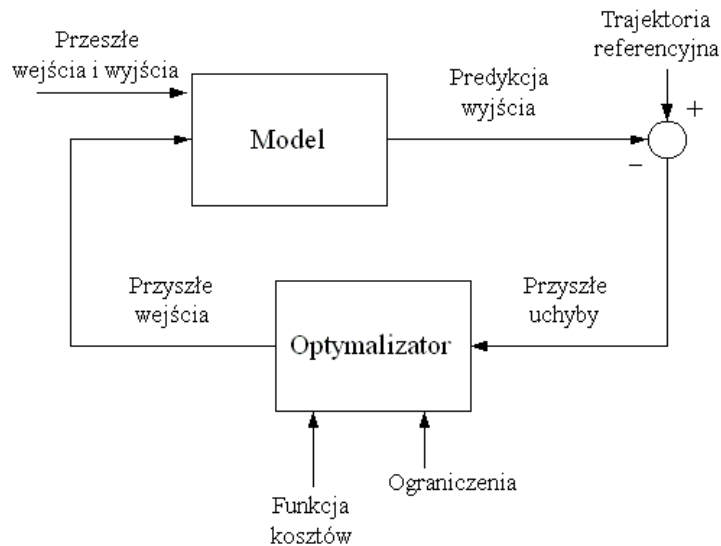 Przeszłe
wejścia i wyjścia
Trajektoria
referencyjna
Predykcja
wyjścia
+
Model
−
Przyszłe
wejścia
Przyszłe
uchyby
Optymalizator
Ograniczenia
Funkcja
kosztów